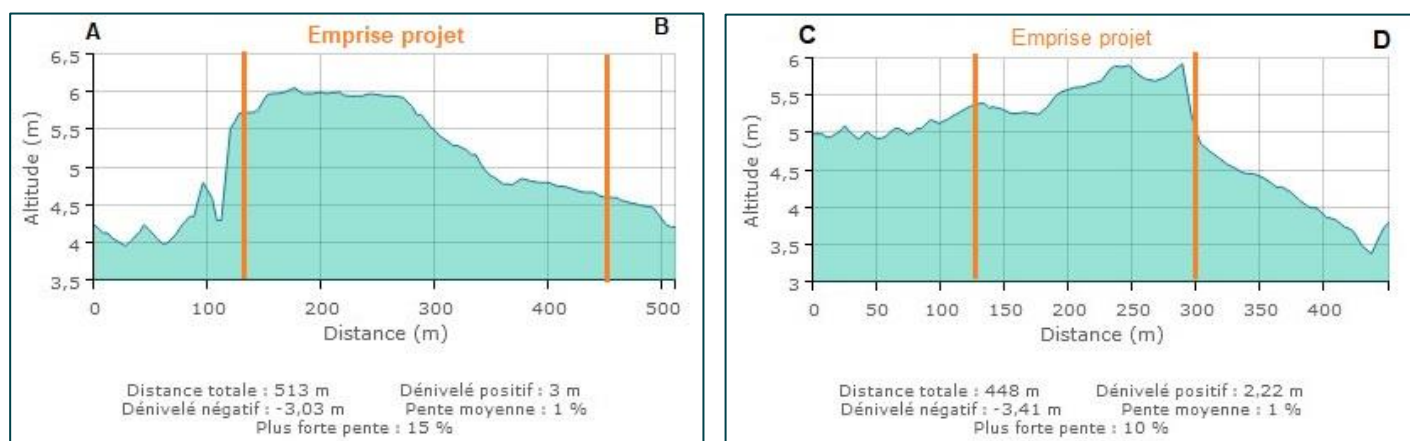 A
Emprise projet
B
6,5
6
5,5
5
4,5
4
3,5
Altitude (m)
0 100 200 300 400 500
Distance (m)
Distance totale : 513 m Dénivelé positif : 3 m
Dénivelé négatif : -3,03 m Pente moyenne : 1 %
Plus forte pente : 15 %
C
Emprise projet
D
6
5,5
5
4,5
4
3,5
3
Altitude (m)
0 50 100 150 200 250 300 350 400
Distance (m)
Distance totale : 448 m Dénivelé positif : 2,22 m
Dénivelé négatif : -3,41 m Pente moyenne : 1 %
Plus forte pente : 10 %